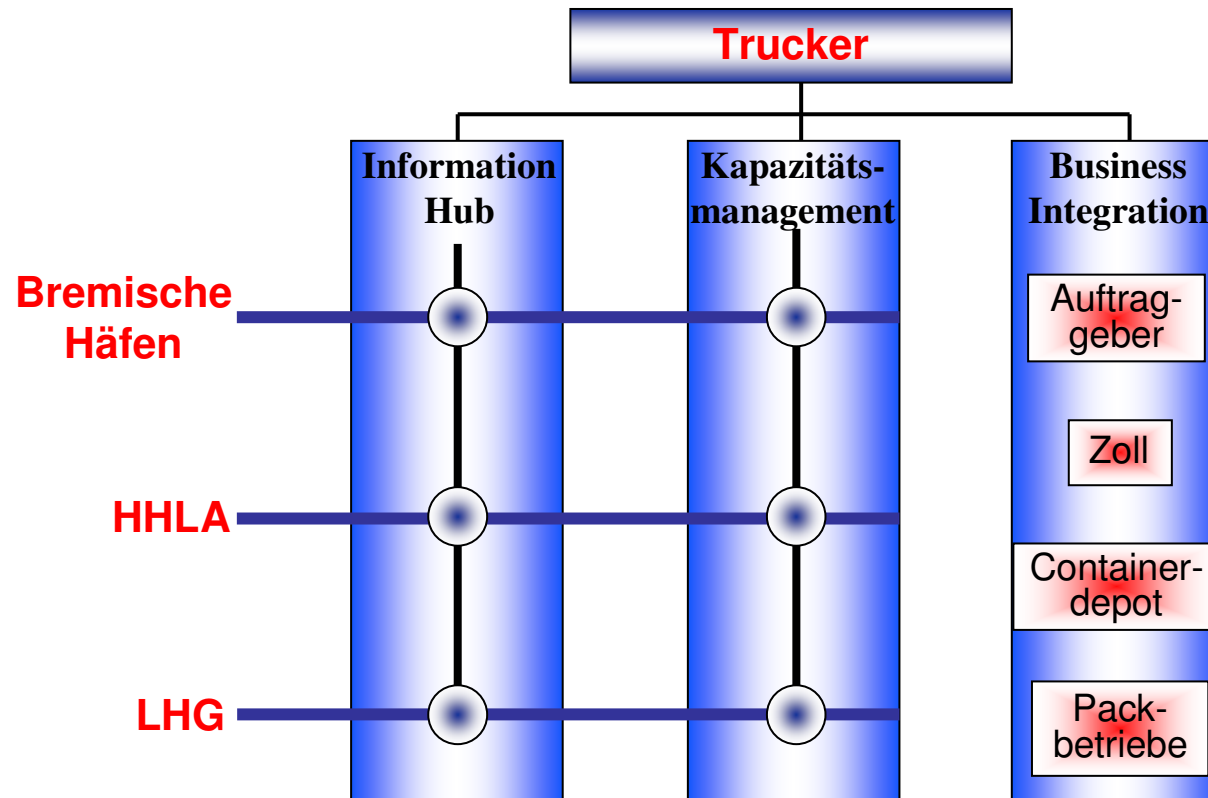 Trucker
Information
Hub
Kapazitäts-
management
Business
Integration
Bremische
Häfen
Auftrag-
geber
Zoll
HHLA
Container-
depot
LHG
Pack-
betriebe